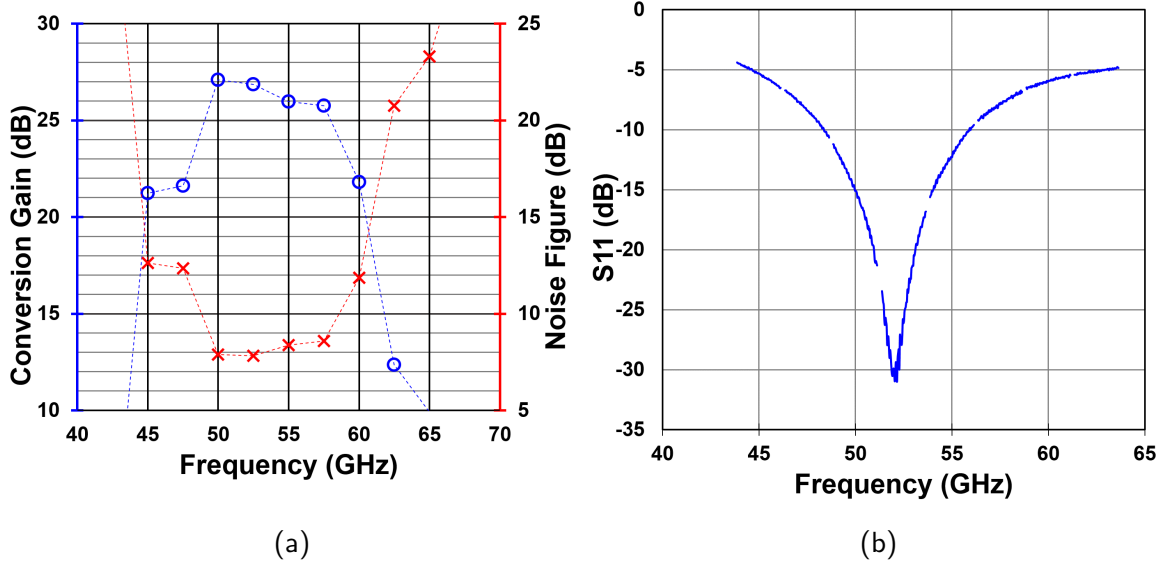 30
25
20
15
10
Conversion Gain (dB)
25
20
15
10
5
Noise Figure (dB)
40 45 50 55 60 65 70
Frequency (GHz)
(a)
0
-5
-10
-15
-20
-25
-30
-35
S11 (dB)
40 45 50 55 60 65
Frequency (GHz)
(b)